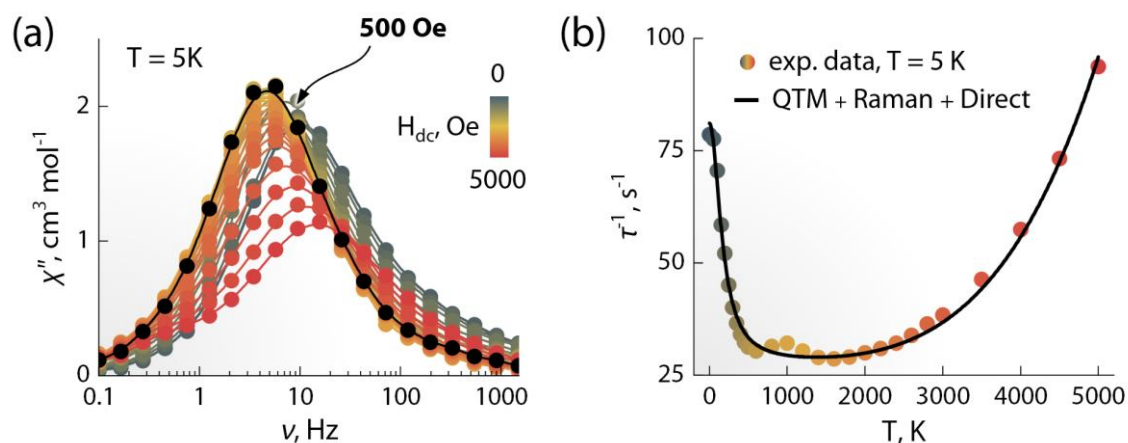 (a)
T = 5K
500 Oe
0
H_dc, Oe
5000
2
1
0
χ", cm³ mol⁻¹
0.1
1
10
100
1000
ν, Hz
(b)
100
exp. data, T = 5 K
QTM + Raman + Direct
75
50
25
τ⁻¹, s⁻¹
0
1000
2000
3000
4000
5000
T, K